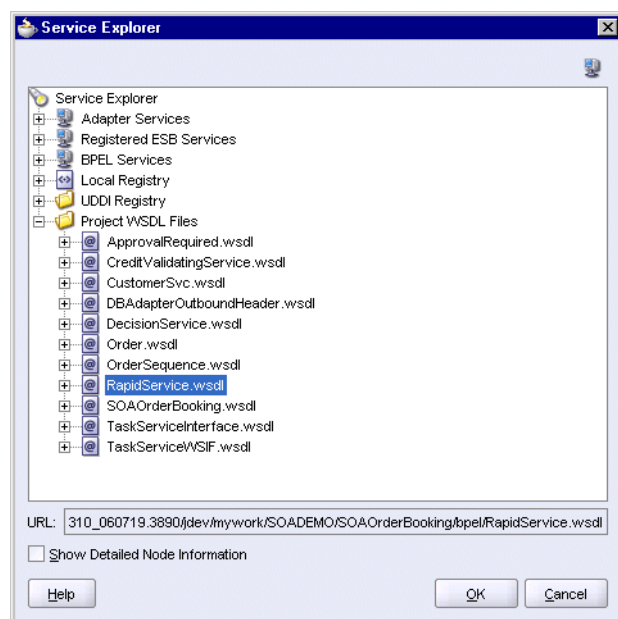 Service Explorer
Service Explorer
Adapter Services
Registered ESB Services
BPEL Services
Local Registry
UDDI Registry
Project WSDL Files
ApprovalRequired.wsdl
CreditValidatingService.wsdl
CustomerSvc.wsdl
DBAdapterOutboundHeader.wsdl
DecisionService.wsdl
Order.wsdl
OrderSequence.wsdl
RapidService.wsdl
SOAOrderBooking.wsdl
TaskServiceInterface.wsdl
TaskServiceWSIF.wsdl
URL: 310_060719.3890/jdev/mywork/SOADEMO/SOAOrderBooking/bpel/RapidService.wsdl
Show Detailed Node Information
Help OK Cancel